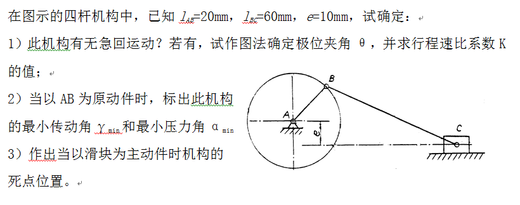 在图示的四杆机构中，已知 lAB=20mm，lBC=60mm，e=10mm，试确定：
1）此机构有无急回运动？若有，试作图法确定极位夹角 θ，并求行程速比系数 K
的值；
2）当以 AB 为原动件时，标出此机构
的最小传动角 γmin 和最小压力角 αmin
3）作出当以滑块为主动件时机构的
死点位置。
B
A
C
e